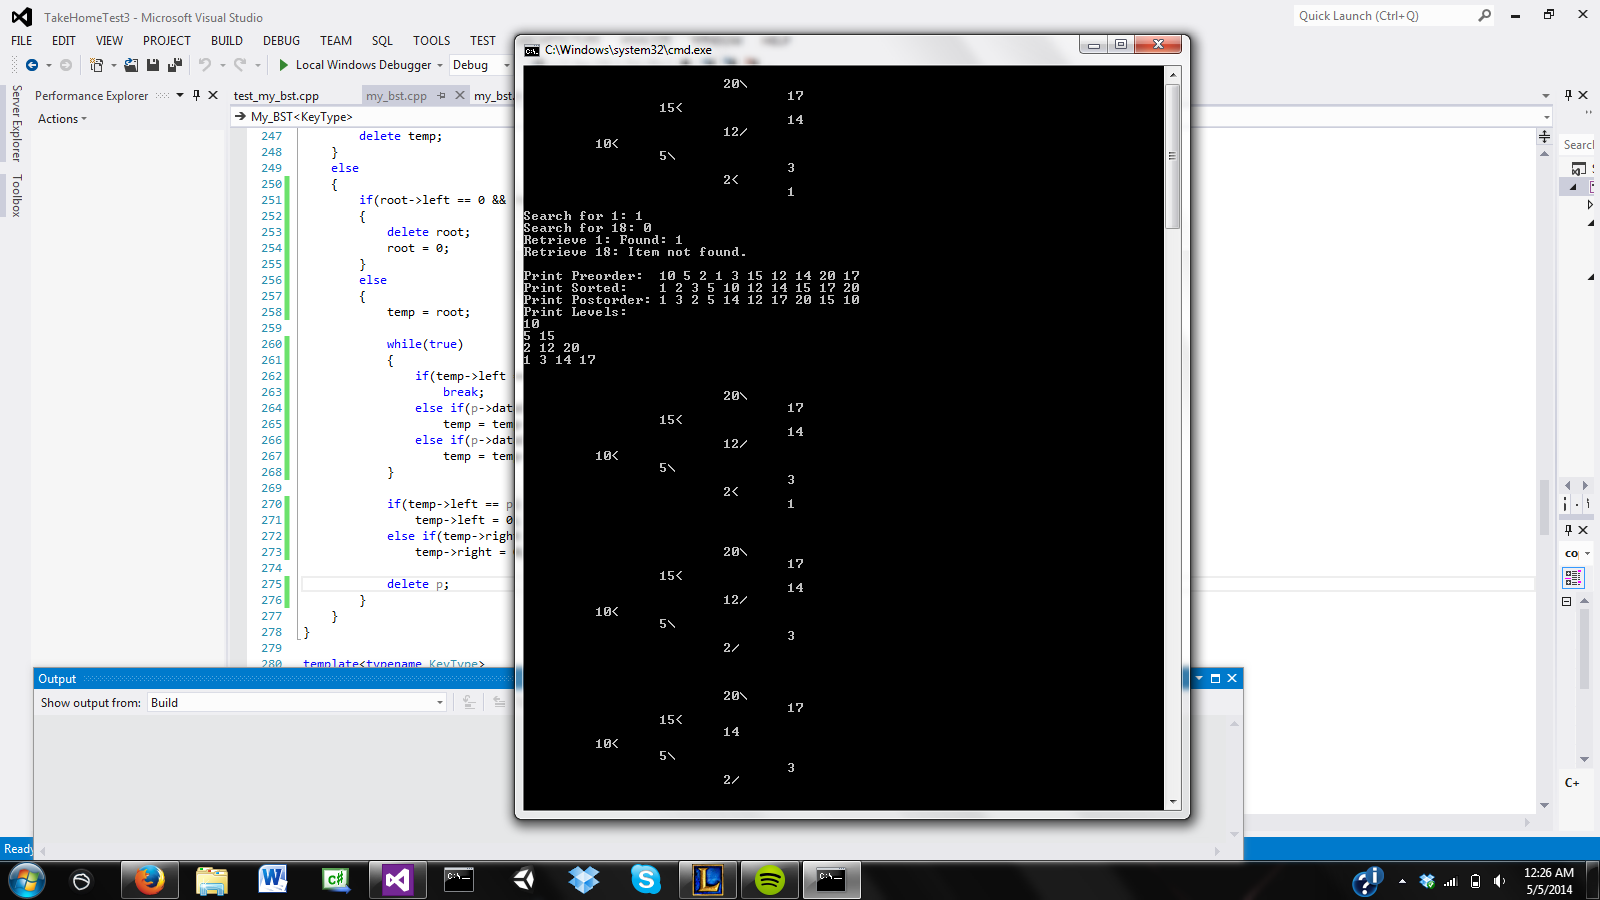 TakeHomeTest3 - Microsoft Visual Studio
Quick Launch (Ctrl+Q)
FILE EDIT VIEW PROJECT BUILD DEBUG TEAM SQL TOOLS TEST
Local Windows Debugger Debug
Server Explorer
Toolbox
Performance Explorer
Actions
test_my_bst.cpp my_bst.cpp my_bst.
My_BST<KeyType>
247 delete temp;
248 }
249 else
250 {
251 if(root->left == 0 &&
252 {
253 delete root;
254 root = 0;
255 }
256 else
257 {
258 temp = root;
259
260 while(true)
261 {
262 if(temp->left
263 break;
264 else if(p->dat
265 temp = tem
266 else if(p->dat
267 temp = tem
268 }
269
270 if(temp->left == p
271 temp->left = 0
272 else if(temp->righ
273 temp->right =
274
275 delete p;
276 }
277 }
278 }
279
280 template<typename KeyType>
C:\Windows\system32\cmd.exe
20\
17
15<
14
12/
10<
5\
3
2<
1
Search for 1: 1
Search for 18: 0
Retrieve 1: Found: 1
Retrieve 18: Item not found.
Print Preorder: 10 5 2 1 3 15 12 14 20 17
Print Sorted: 1 2 3 5 10 12 14 15 17 20
Print Postorder: 1 3 2 5 14 12 17 20 15 10
Print Levels:
10
5 15
2 12 20
1 3 14 17
20\
17
15<
14
12/
10<
5\
3
2<
1
20\
17
15<
14
12/
10<
5\
3
2/
20\
17
15<
14
10<
5\
3
2/
Searc
C+
Output
Show output from: Build
Ready
12:26 AM
5/5/2014